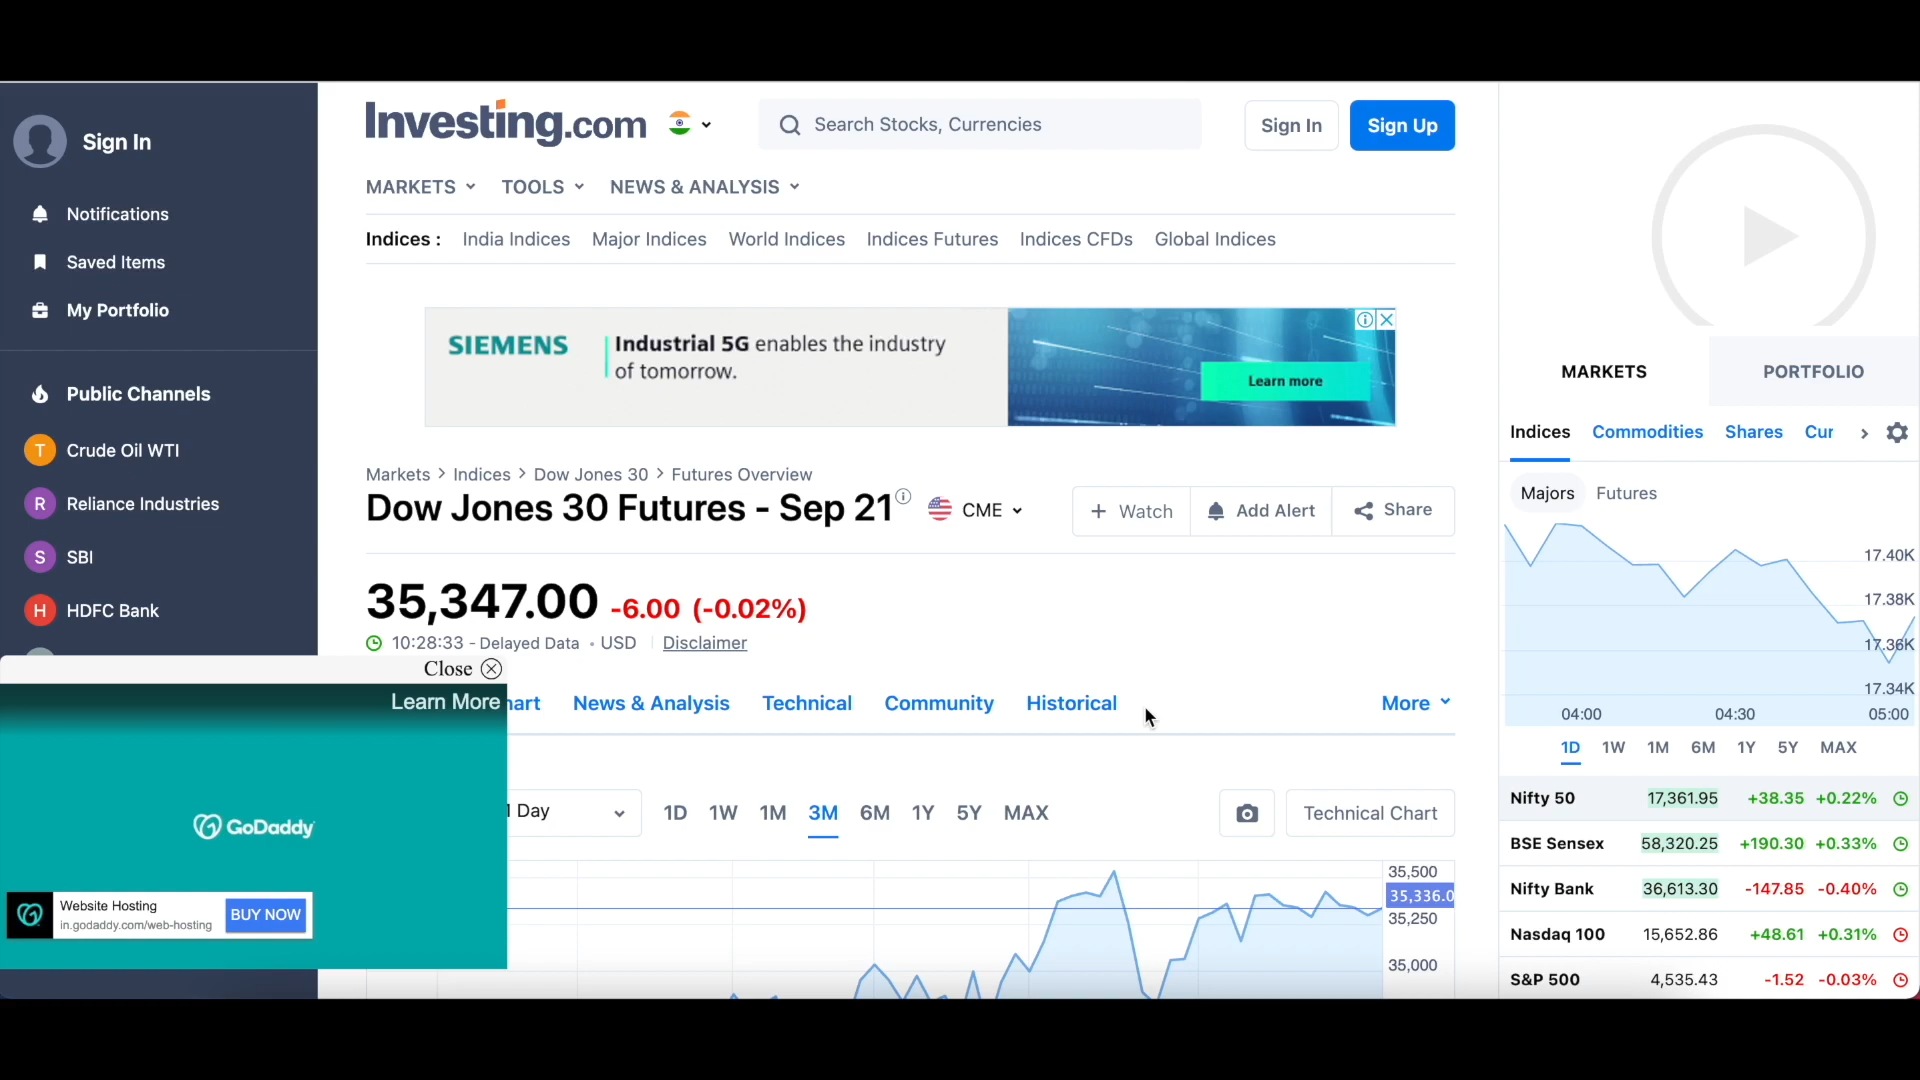 Sign In
Notifications
Saved Items
My Portfolio
Public Channels
T Crude Oil WTI
R Reliance Industries
S SBI
H HDFC Bank
Investing.com
Search Stocks, Currencies
Sign In
Sign Up
MARKETS TOOLS NEWS & ANALYSIS
Indices : India Indices Major Indices World Indices Indices Futures Indices CFDs Global Indices
SIEMENS
Industrial 5G enables the industry
of tomorrow.
Learn more
Markets > Indices > Dow Jones 30 > Futures Overview
Dow Jones 30 Futures - Sep 21
CME
+ Watch
Add Alert
Share
35,347.00 -6.00 (-0.02%)
10:28:33 - Delayed Data • USD | Disclaimer
Close
Learn More
hart News & Analysis Technical Community Historical More
GoDaddy
Website Hosting
in.godaddy.com/web-hosting
BUY NOW
1 Day
1D 1W 1M 3M 6M 1Y 5Y MAX
Technical Chart
35,500
35,336.0
35,250
35,000
MARKETS PORTFOLIO
Indices Commodities Shares Cur
Majors Futures
17.40K
17.38K
17.36K
17.34K
04:00 04:30 05:00
1D 1W 1M 6M 1Y 5Y MAX
Nifty 50 17,361.95 +38.35 +0.22%
BSE Sensex 58,320.25 +190.30 +0.33%
Nifty Bank 36,613.30 -147.85 -0.40%
Nasdaq 100 15,652.86 +48.61 +0.31%
S&P 500 4,535.43 -1.52 -0.03%